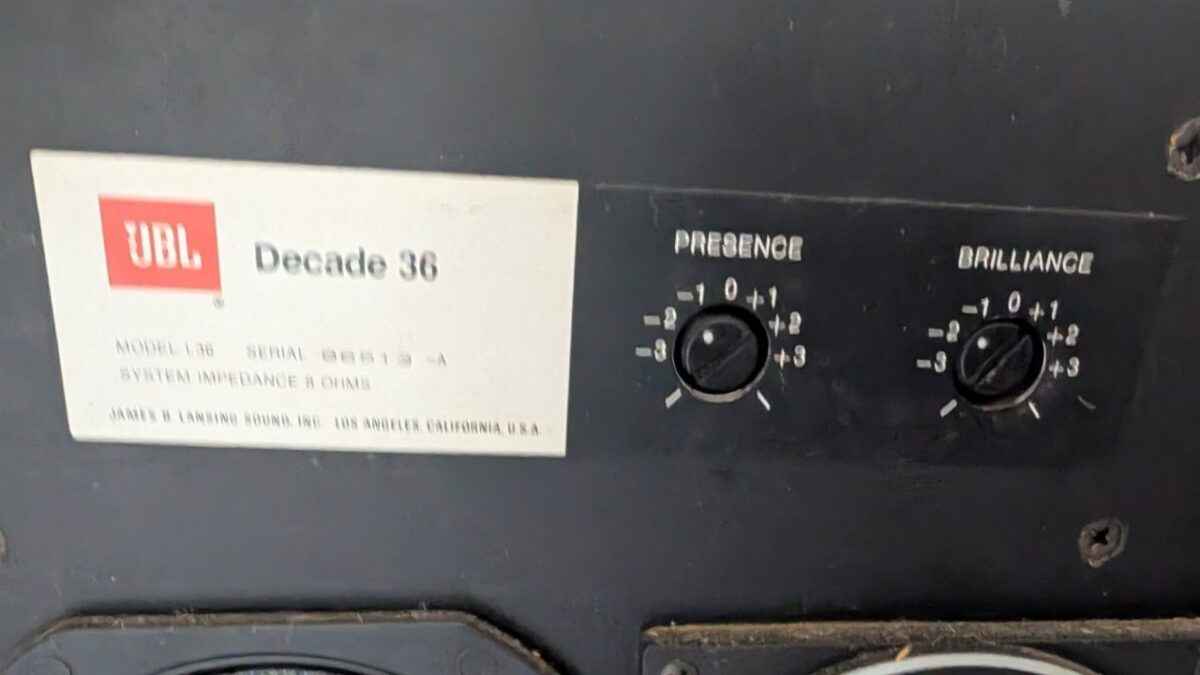 JBL
Decade 36
®
MODEL L36 SERIAL -A
SYSTEM IMPEDANCE 8 OHMS
JAMES B. LANSING SOUND, INC. LOS ANGELES, CALIFORNIA, U.S.A.
PRESENCE
-3 -2 -1 0 +1 +2 +3
BRILLIANCE
-3 -2 -1 0 +1 +2 +3